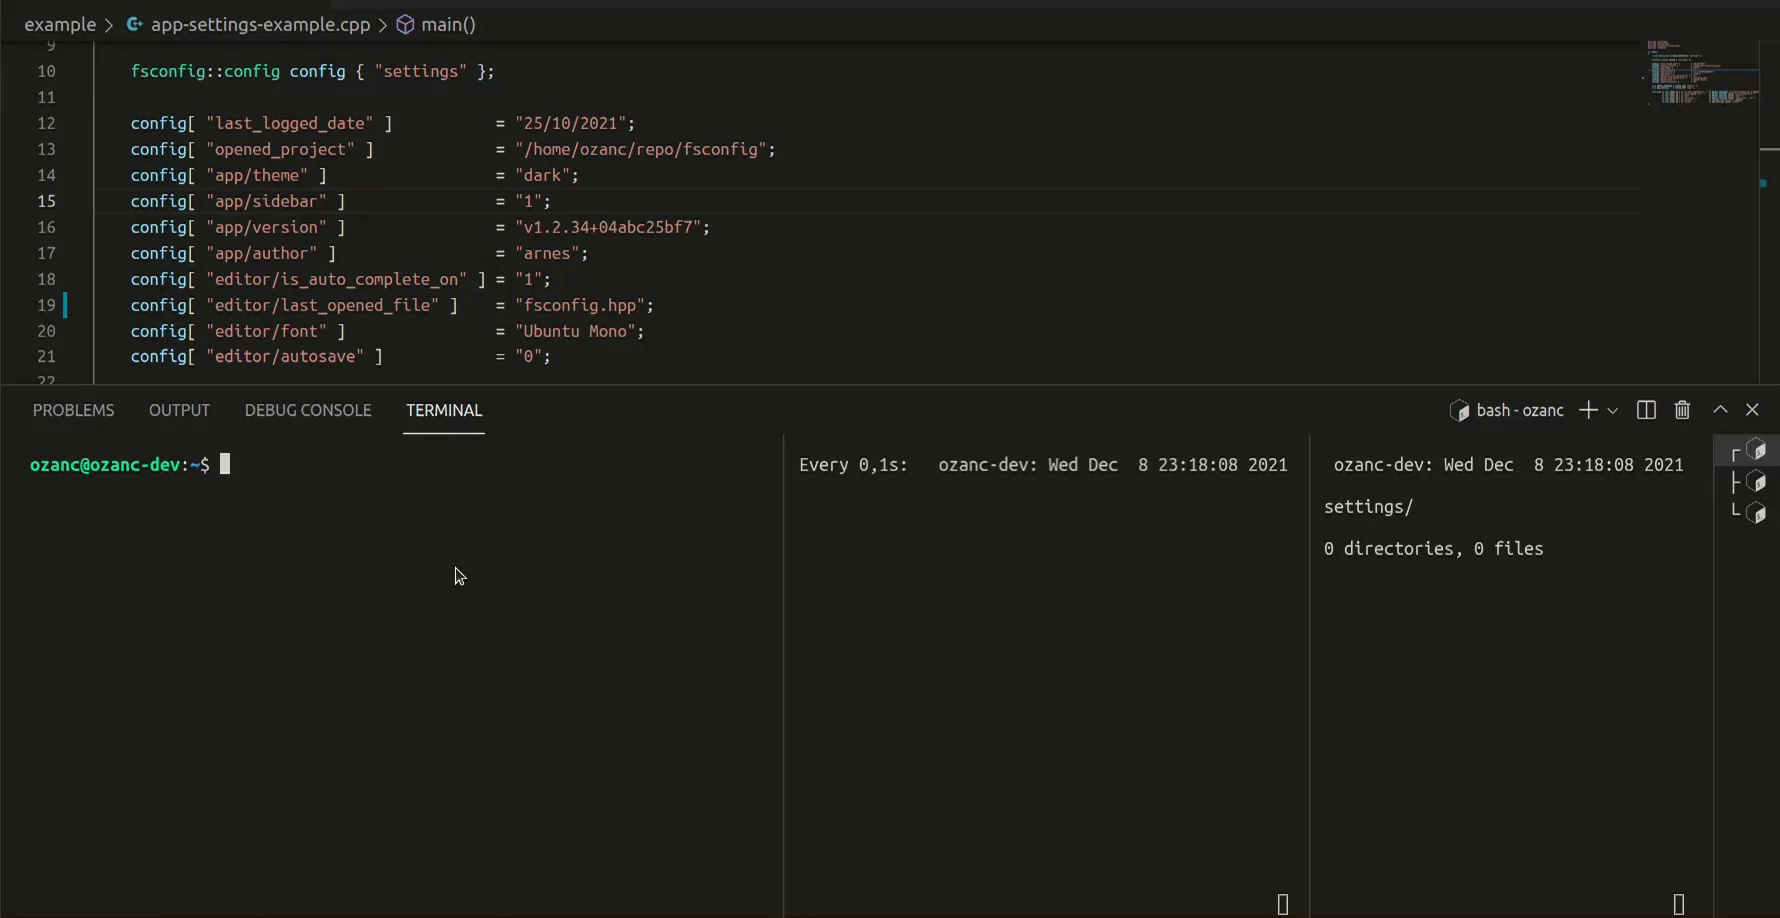 example > app-settings-example.cpp > main()
9
10 fsconfig::config config { "settings" };
11
12 config[ "last_logged_date" ] = "25/10/2021";
13 config[ "opened_project" ] = "/home/ozanc/repo/fsconfig";
14 config[ "app/theme" ] = "dark";
15 config[ "app/sidebar" ] = "1";
16 config[ "app/version" ] = "v1.2.34+04abc25bf7";
17 config[ "app/author" ] = "arnes";
18 config[ "editor/is_auto_complete_on" ] = "1";
19 config[ "editor/last_opened_file" ] = "fsconfig.hpp";
20 config[ "editor/font" ] = "Ubuntu Mono";
21 config[ "editor/autosave" ] = "0";
22
PROBLEMS OUTPUT DEBUG CONSOLE TERMINAL bash - ozanc
ozanc@ozanc-dev:~$
Every 0,1s: ozanc-dev: Wed Dec 8 23:18:08 2021
ozanc-dev: Wed Dec 8 23:18:08 2021
settings/
0 directories, 0 files